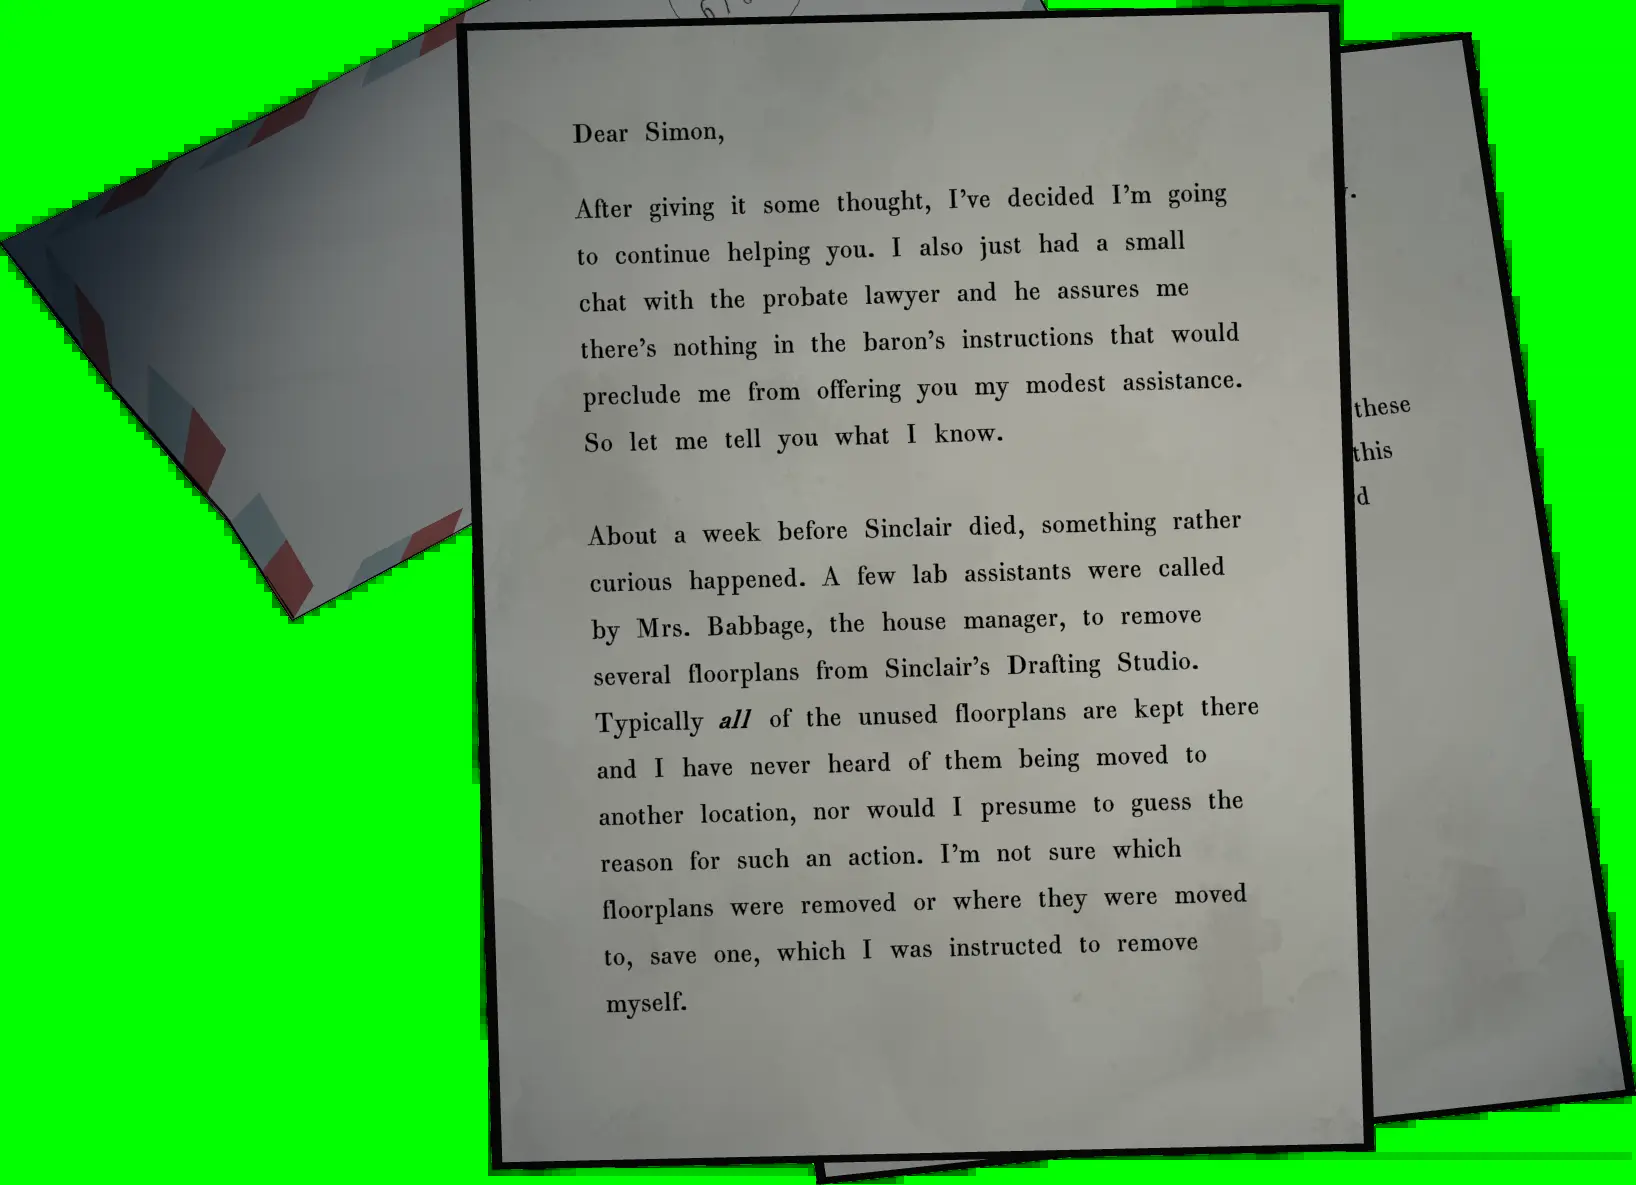 Dear Simon,
After giving it some thought, I've decided I'm going
to continue helping you. I also just had a small
chat with the probate lawyer and he assures me
there's nothing in the baron's instructions that would
preclude me from offering you my modest assistance.
So let me tell you what I know.
About a week before Sinclair died, something rather
curious happened. A few lab assistants were called
by Mrs. Babbage, the house manager, to remove
several floorplans from Sinclair's Drafting Studio.
Typically all of the unused floorplans are kept there
and I have never heard of them being moved to
another location, nor would I presume to guess the
reason for such an action. I'm not sure which
floorplans were removed or where they were moved
to, save one, which I was instructed to remove
myself.
these
this